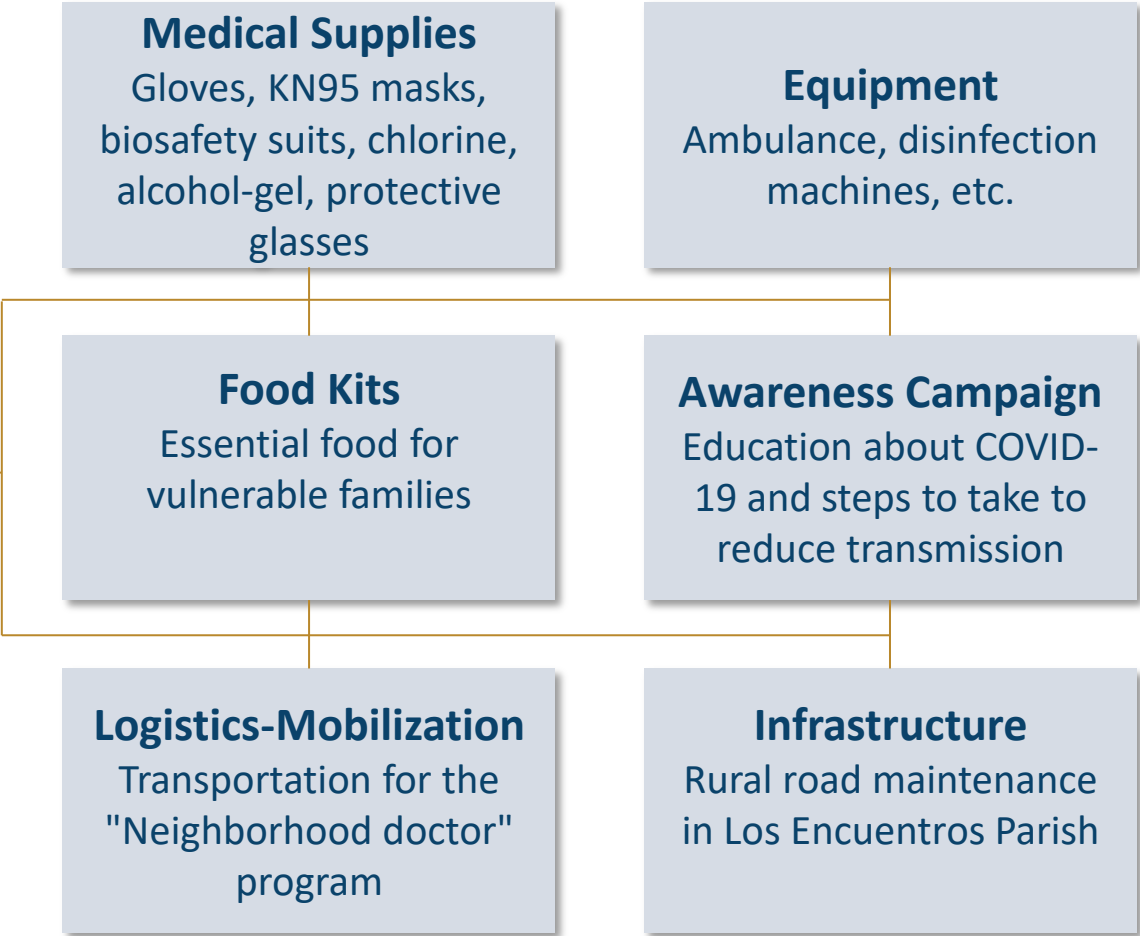 Medical Supplies
Gloves, KN95 masks,
biosafety suits, chlorine,
alcohol-gel, protective
glasses
Equipment
Ambulance, disinfection
machines, etc.
Food Kits
Essential food for
vulnerable families
Awareness Campaign
Education about COVID-
19 and steps to take to
reduce transmission
Logistics-Mobilization
Transportation for the
"Neighborhood doctor"
program
Infrastructure
Rural road maintenance
in Los Encuentros Parish